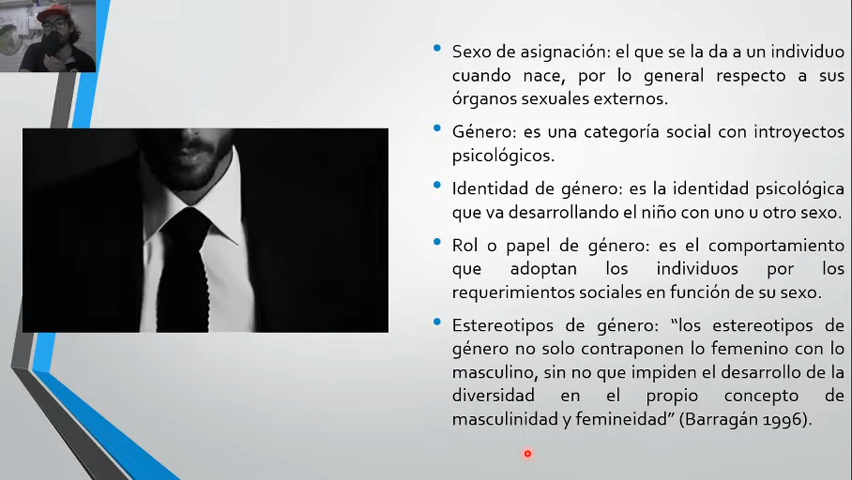 Sexo de asignación: el que se la da a un individuo
cuando nace, por lo general respecto a sus
órganos sexuales externos.
Género: es una categoría social con introyectos
psicológicos.
Identidad de género: es la identidad psicológica
que va desarrollando el niño con uno u otro sexo.
Rol o papel de género: es el comportamiento
que adoptan los individuos por los
requerimientos sociales en función de su sexo.
Estereotipos de género: “los estereotipos de
género no solo contraponen lo femenino con lo
masculino, sin no que impiden el desarrollo de la
diversidad en el propio concepto de
masculinidad y femineidad” (Barragán 1996).